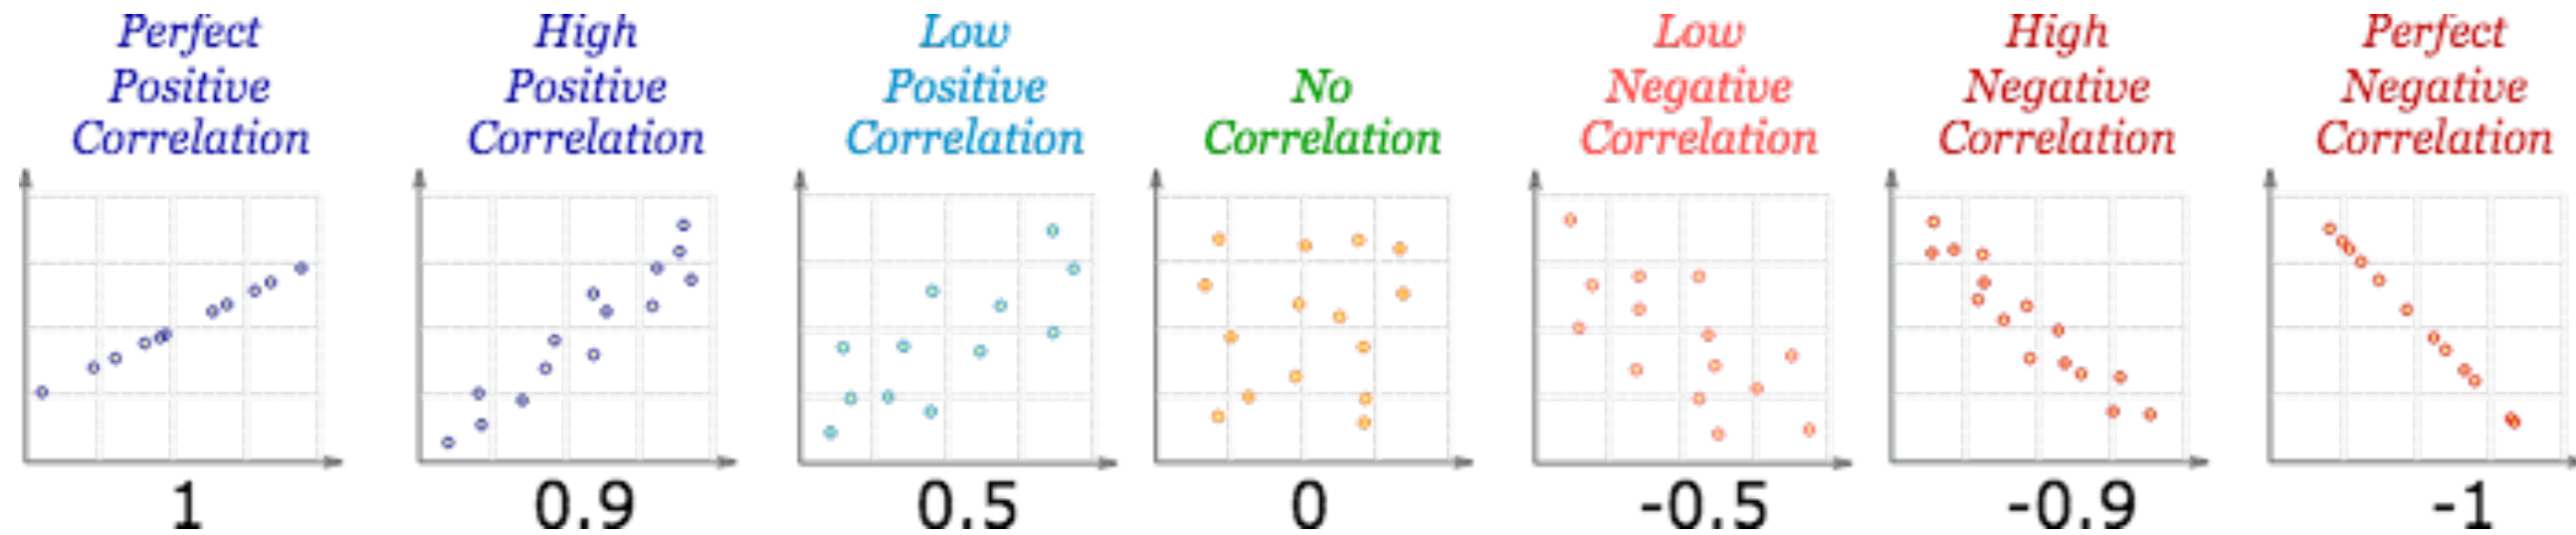 Perfect
Positive
Correlation
1
High
Positive
Correlation
0.9
Low
Positive
Correlation
0.5
No
Correlation
0
Low
Negative
Correlation
-0.5
High
Negative
Correlation
-0.9
Perfect
Negative
Correlation
-1